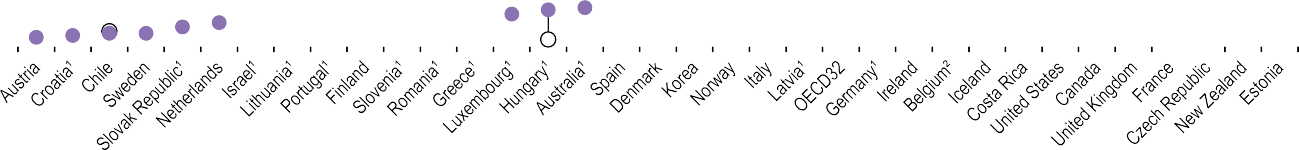 Austria
Croatia¹
Chile
Sweden
Slovak Republic¹
Netherlands
Israel¹
Lithuania¹
Portugal¹
Finland
Slovenia¹
Romania¹
Greece¹
Luxembourg¹
Hungary¹
Australia¹
Spain
Denmark
Korea
Norway
Italy
Latvia¹
OECD32
Germany¹
Ireland
Belgium²
Iceland
Costa Rica
United States
Canada
United Kingdom
France
Czech Republic
New Zealand
Estonia